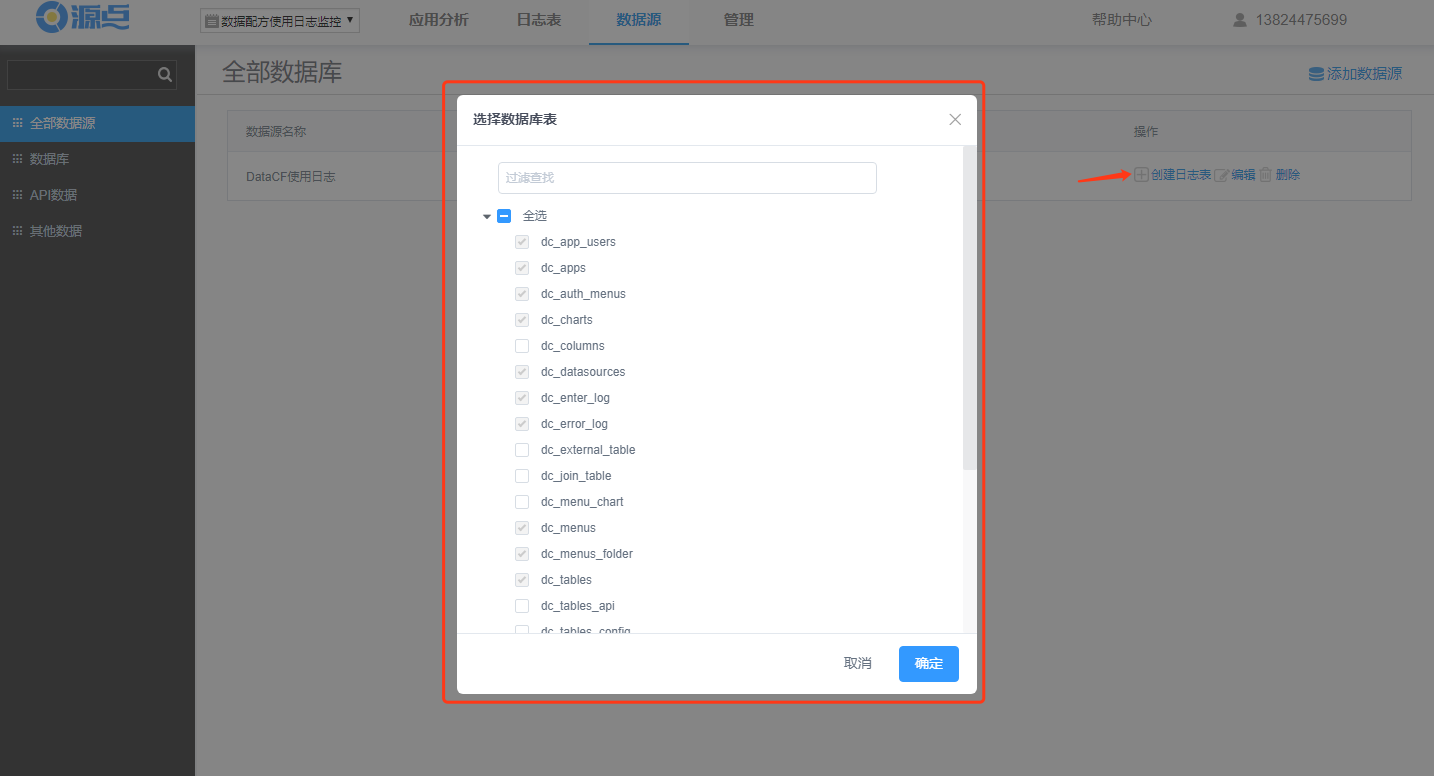 源点
数据配方使用日志监控
应用分析
日志表
数据源
管理
帮助中心
13824475699
全部数据源
数据库
API数据
其他数据
全部数据库
添加数据源
数据源名称
操作
DataCF使用日志
创建日志表
编辑
删除
选择数据库表
过滤查找
全选
dc_app_users
dc_apps
dc_auth_menus
dc_charts
dc_columns
dc_datasources
dc_enter_log
dc_error_log
dc_external_table
dc_join_table
dc_menu_chart
dc_menus
dc_menus_folder
dc_tables
dc_tables_api
dc_tables_config
取消
确定